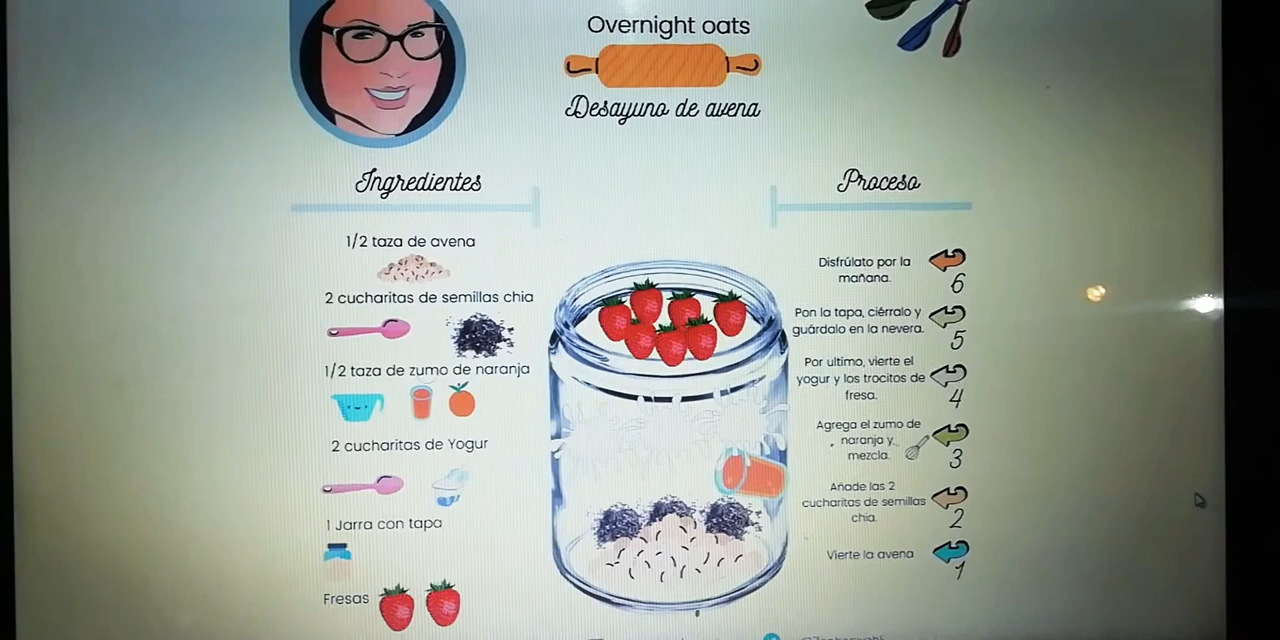 Overnight oats
Desayuno de avena
Ingredientes
1/2 taza de avena
2 cucharitas de semillas chia
1/2 taza de zumo de naranja
2 cucharitas de Yogur
1 Jarra con tapa
Fresas
Proceso
Disfrúlato por la
mañana.
6
Pon la tapa, ciérralo y
guárdalo en la nevera.
5
Por ultimo, vierte el
yogur y los trocitos de
fresa.
4
Agrega el zumo de
naranja y
mezcla.
3
Añade las 2
cucharitas de semillas
chia.
2
Vierte la avena
1